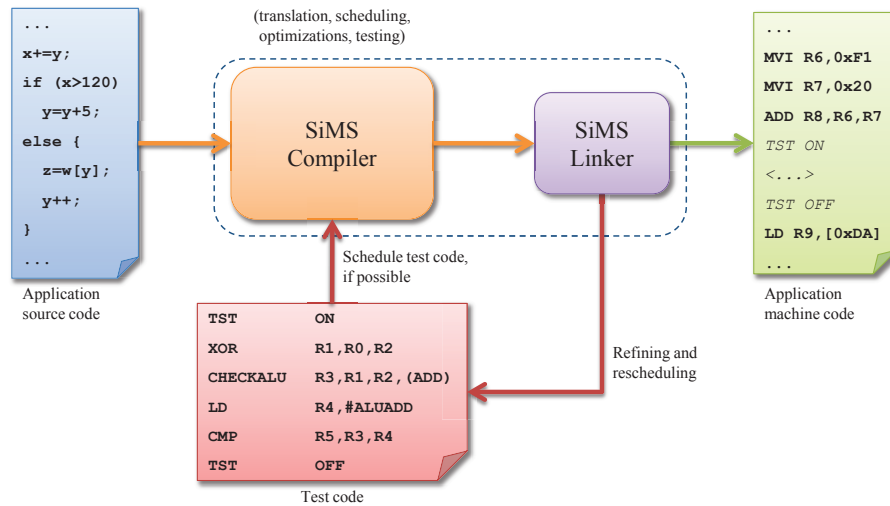 (translation, scheduling,
optimizations, testing)
...
x+=y;
if (x>120)
y=y+5;
else {
z=w[y];
y++;
}
...
Application
source code
SiMS
Compiler
SiMS
Linker
...
MVI R6,0xF1
MVI R7,0x20
ADD R8,R6,R7
TST ON
<...>
TST OFF
LD R9,[0xDA]
...
Application
machine code
Schedule test code,
if possible
Refining and
rescheduling
TST ON
XOR R1,R0,R2
CHECKALU R3,R1,R2,(ADD)
LD R4,#ALUADD
CMP R5,R3,R4
TST OFF
Test code